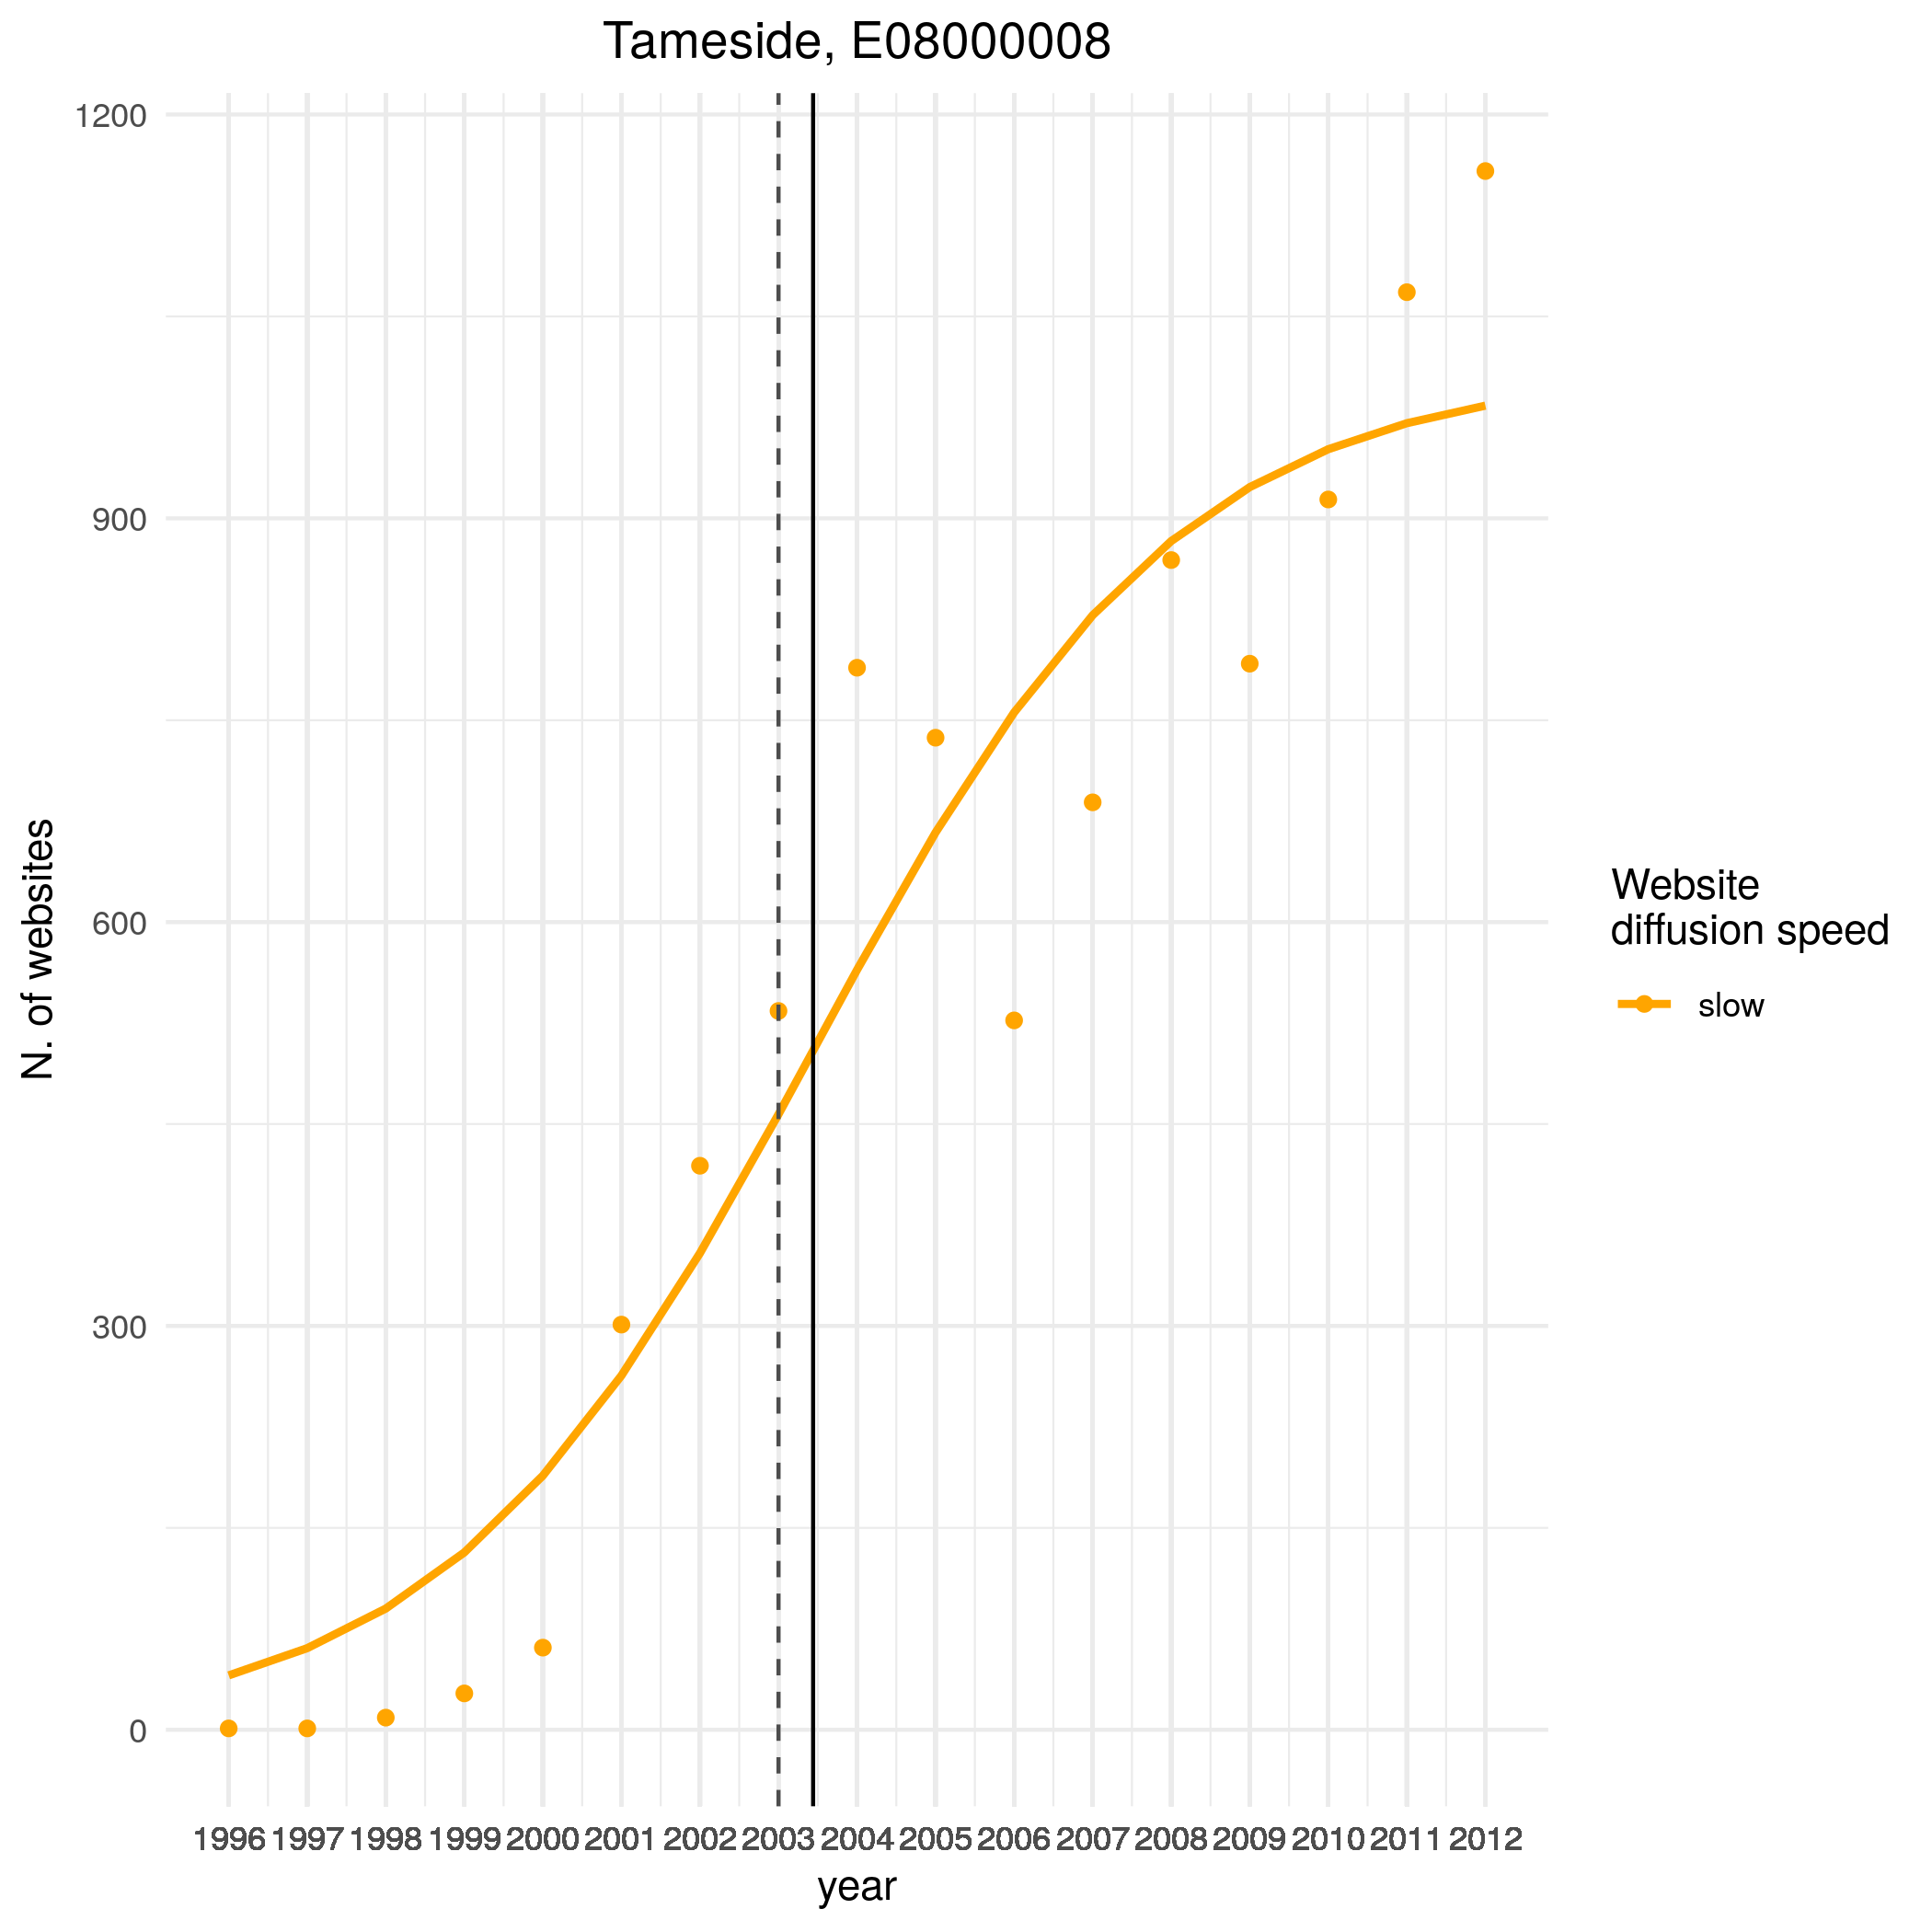 Tameside, E08000008
1200
900
600
300
0
N. of websites
1996 1997 1998 1999 2000 2001 2002 2003 2004 2005 2006 2007 2008 2009 2010 2011 2012
year
Website
diffusion speed
slow